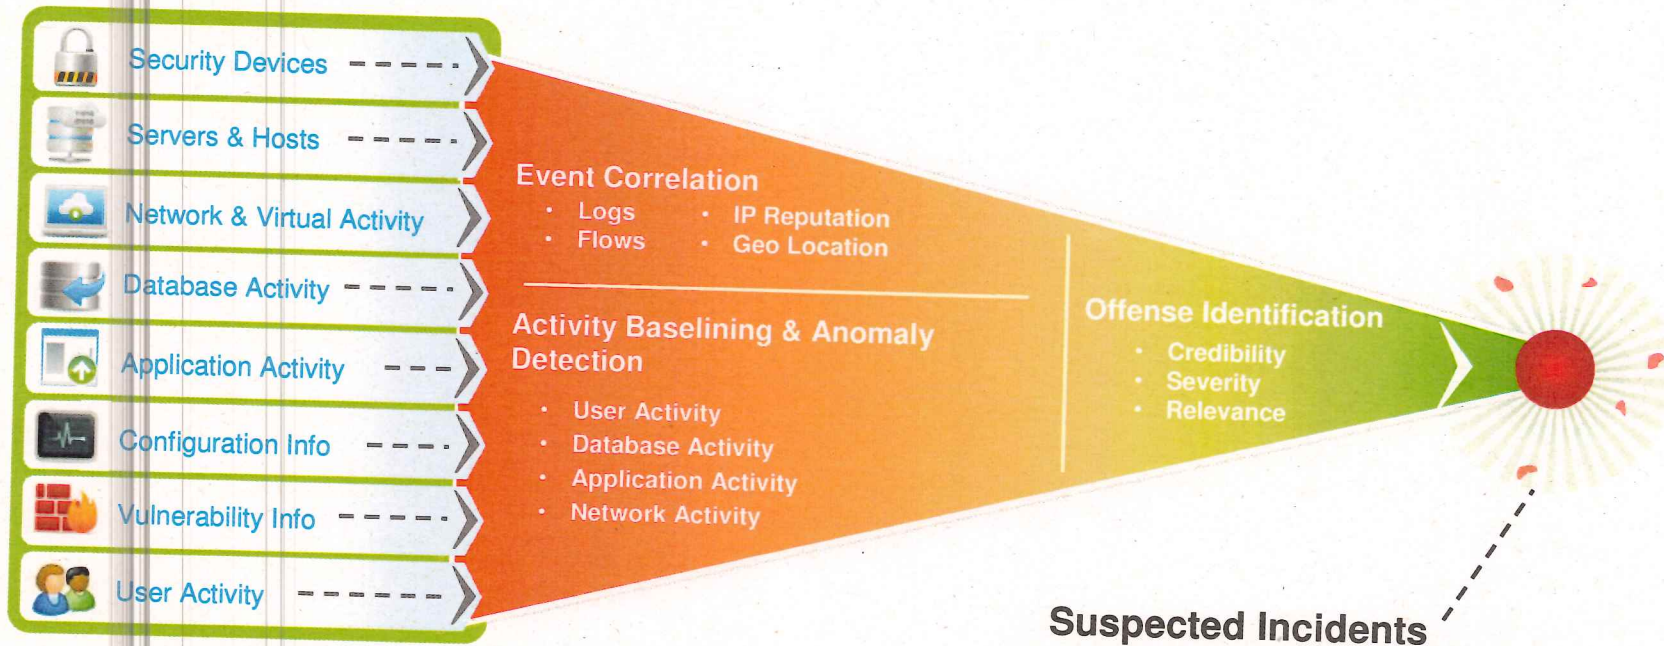 Security Devices
Servers & Hosts
Network & Virtual Activity
Database Activity
Application Activity
Configuration Info
Vulnerability Info
User Activity
Event Correlation
• Logs
• Flows
• IP Reputation
• Geo Location
Activity Baselining & Anomaly
Detection
• User Activity
• Database Activity
• Application Activity
• Network Activity
Offense Identification
• Credibility
• Severity
• Relevance
Suspected Incidents